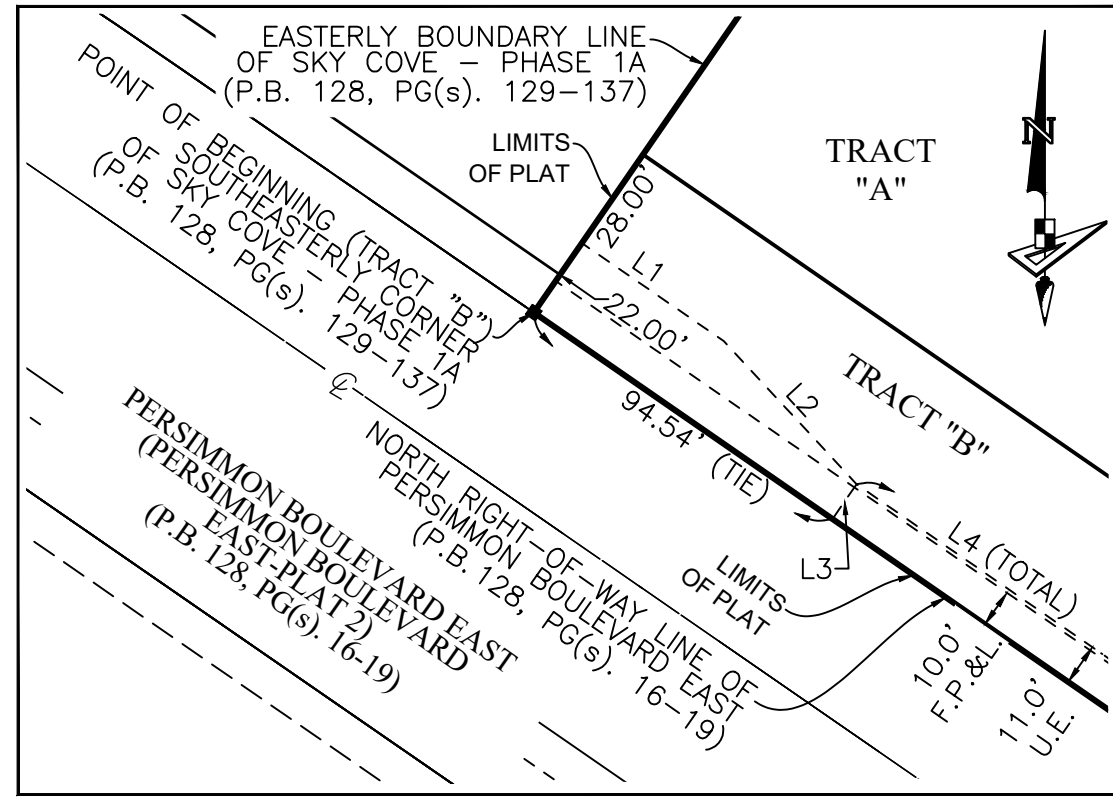 EASTERLY BOUNDARY LINE
OF SKY COVE – PHASE 1A
(P.B. 128, PG(s). 129–137)
LIMITS
OF PLAT
TRACT
"A"
N
POINT OF BEGINNING (TRACT "B")
SOUTHEASTERLY CORNER
OF SKY COVE – PHASE 1A
(P.B. 128, PG(s). 129–137)
28.00'
L1
22.00'
L2
TRACT "B"
94.54' (TIE)
L3
L4 (TOTAL)
LIMITS
OF PLAT
10.0'
F.P.&L.
11.0'
U.E.
CL
NORTH RIGHT–OF–WAY LINE OF
PERSIMMON BOULEVARD EAST
(P.B. 128, PG(s). 16–19)
PERSIMMON BOULEVARD EAST
(PERSIMMON BOULEVARD
EAST-PLAT 2)
(P.B. 128, PG(s). 16-19)